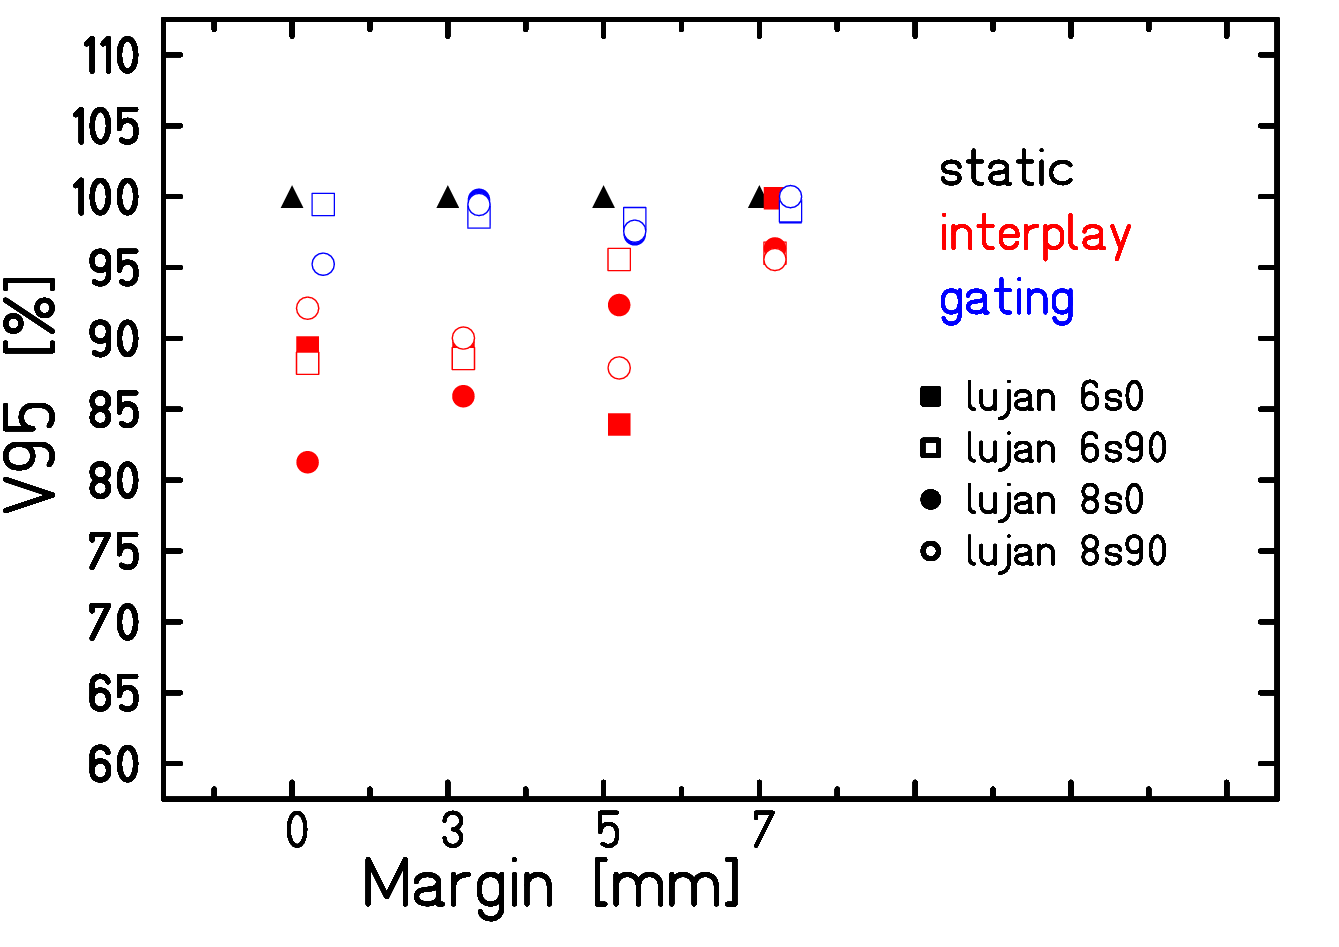 110
105
100
95
90
85
80
75
70
65
60
V95 [%]
static
interplay
gating
lujan 6s0
lujan 6s90
lujan 8s0
lujan 8s90
0 3 5 7
Margin [mm]